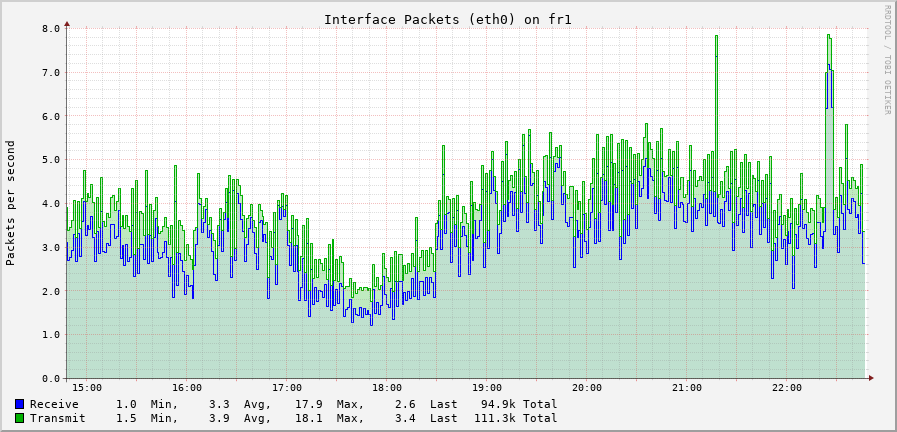 Interface Packets (eth0) on fr1
RRDTOOL / TOBI OETIKER
Packets per second
8.0
7.0
6.0
5.0
4.0
3.0
2.0
1.0
0.0
15:00 16:00 17:00 18:00 19:00 20:00 21:00 22:00
Receive 1.0 Min, 3.3 Avg, 17.9 Max, 2.6 Last 94.9k Total
Transmit 1.5 Min, 3.9 Avg, 18.1 Max, 3.4 Last 111.3k Total